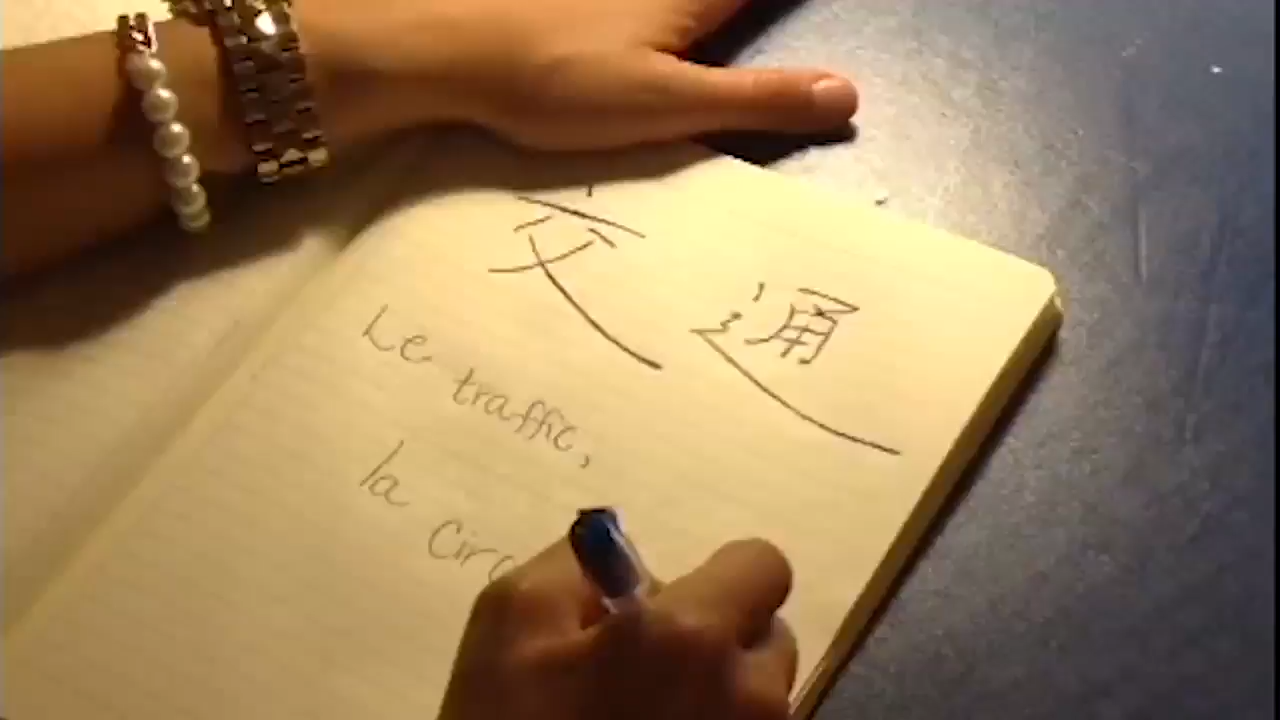 交通
Le traffic,
la